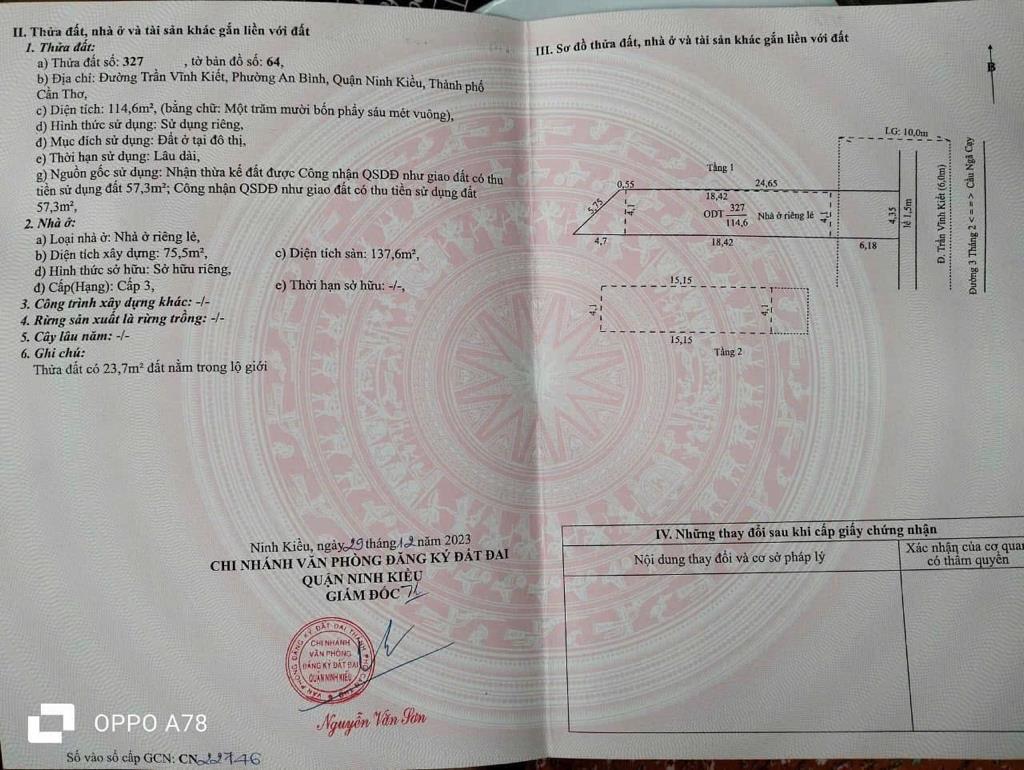 II. Thửa đất, nhà ở và tài sản khác gắn liền với đất
1. Thửa đất:
a) Thửa đất số: 327 , tờ bản đồ số: 64,
b) Địa chỉ: Đường Trần Vĩnh Kiết, Phường An Bình, Quận Ninh Kiều, Thành phố
Cần Thơ,
c) Diện tích: 114,6m², (bằng chữ: Một trăm mười bốn phẩy sáu mét vuông),
d) Hình thức sử dụng: Sử dụng riêng,
đ) Mục đích sử dụng: Đất ở tại đô thị,
e) Thời hạn sử dụng: Lâu dài,
g) Nguồn gốc sử dụng: Nhận thừa kế đất được Công nhận QSDĐ như giao đất có thu
tiền sử dụng đất 57,3m²; Công nhận QSDĐ như giao đất có thu tiền sử dụng đất
57,3m²,
2. Nhà ở:
a) Loại nhà ở: Nhà ở riêng lẻ,
b) Diện tích xây dựng: 75,5m², c) Diện tích sàn: 137,6m²,
d) Hình thức sở hữu: Sở hữu riêng,
đ) Cấp(Hạng): Cấp 3, e) Thời hạn sở hữu: -/-,
3. Công trình xây dựng khác: -/-
4. Rừng sản xuất là rừng trồng: -/-
5. Cây lâu năm: -/-
6. Ghi chú:
Thửa đất có 23,7m² đất nằm trong lộ giới
Ninh Kiều, ngày 29 tháng 12 năm 2023
CHI NHÁNH VĂN PHÒNG ĐĂNG KÝ ĐẤT ĐAI
QUẬN NINH KIỀU
GIÁM ĐỐC
CHI NHÁNH
VĂN PHÒNG
ĐĂNG KÝ ĐẤT ĐAI
QUẬN NINH KIỀU
Nguyễn Văn Sơn
OPPO A78
Số vào sổ cấp GCN: CN 22746
III. Sơ đồ thửa đất, nhà ở và tài sản khác gắn liền với đất
B
LG: 10,0m
Tầng 1
0,55
24,65
18,42
5,75
4,1
ODT 327
114,6
Nhà ở riêng lẻ
4,1
4,35
lề 1,5m
Đ. Trần Vĩnh Kiết (6,0m)
Đường 3 Tháng 2 <==> Cầu Ngã Cạy
4,7
18,42
6,18
15,15
4,1
4,1
15,15
Tầng 2
IV. Những thay đổi sau khi cấp giấy chứng nhận
Nội dung thay đổi và cơ sở pháp lý
Xác nhận của cơ quan
có thẩm quyền